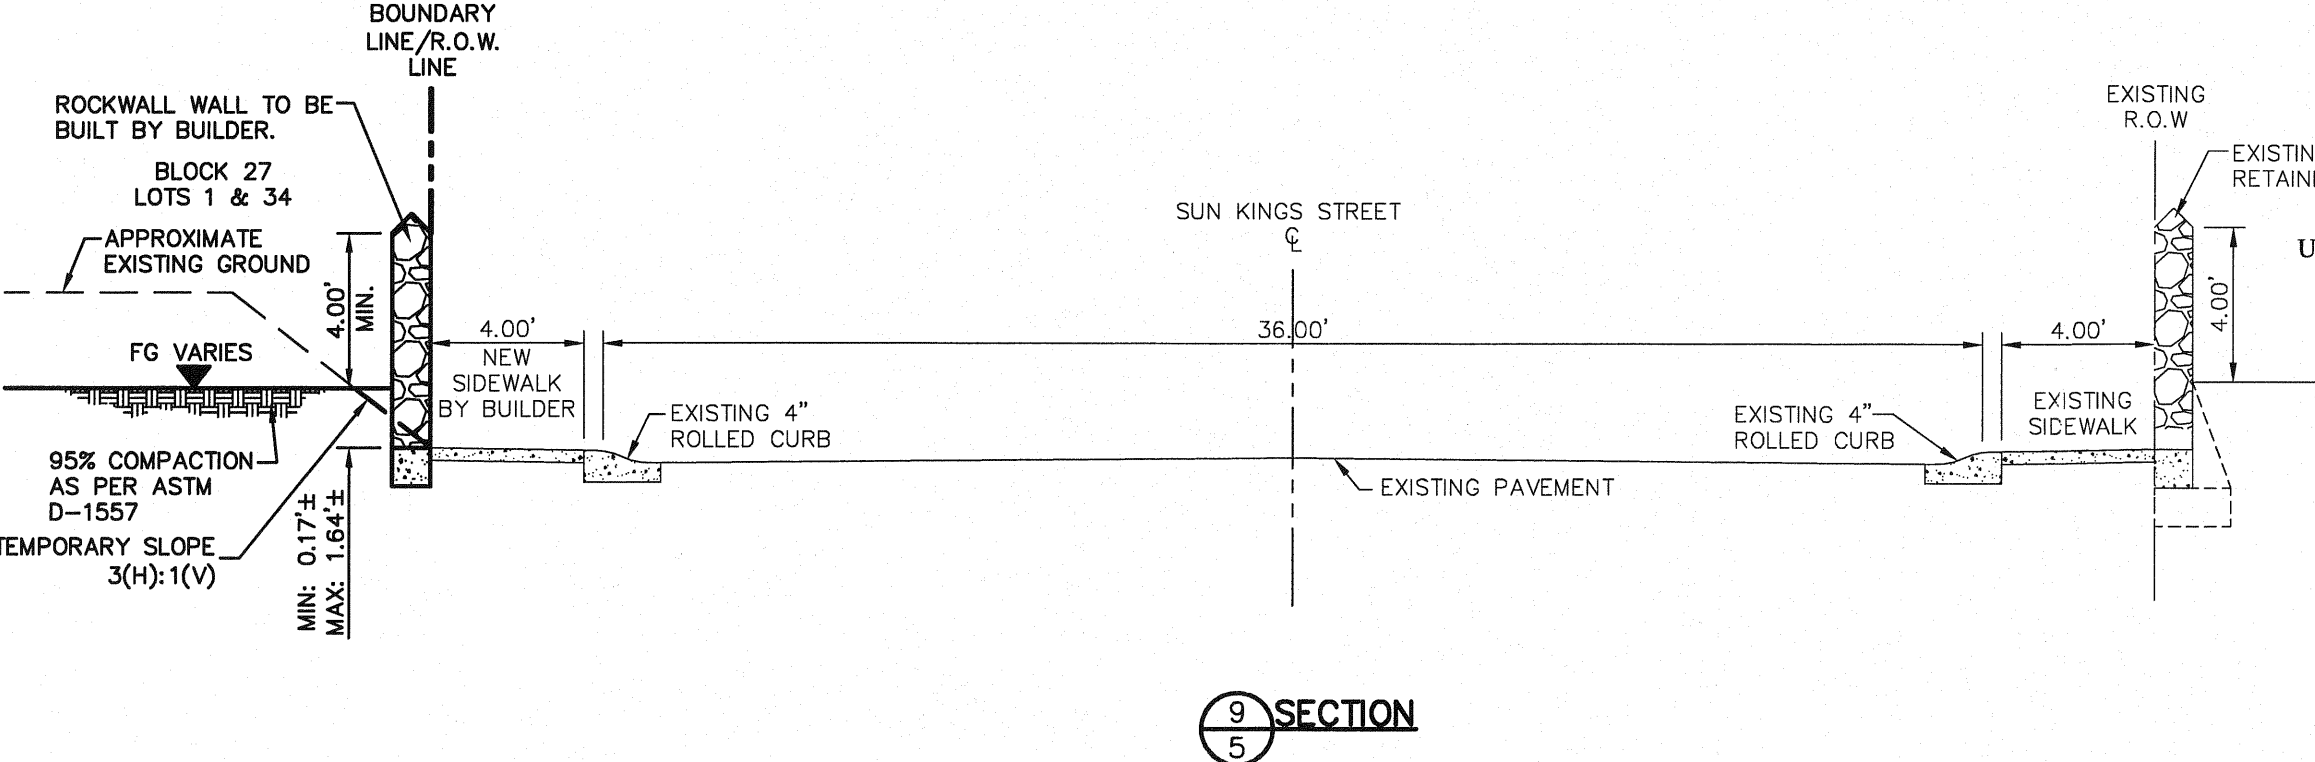 BOUNDARY
LINE/R.O.W.
LINE
ROCKWALL WALL TO BE
BUILT BY BUILDER.
BLOCK 27
LOTS 1 & 34
APPROXIMATE
EXISTING GROUND
4.00'
MIN.
FG VARIES
95% COMPACTION
AS PER ASTM
D-1557
TEMPORARY SLOPE
3(H):1(V)
MIN: 0.17'±
MAX: 1.64'±
4.00'
NEW
SIDEWALK
BY BUILDER
EXISTING 4"
ROLLED CURB
SUN KINGS STREET
℄
36.00'
EXISTING PAVEMENT
EXISTING 4"
ROLLED CURB
4.00'
EXISTING
SIDEWALK
EXISTING
R.O.W
EXISTIN
RETAIN
4.00'
U
9
5
SECTION